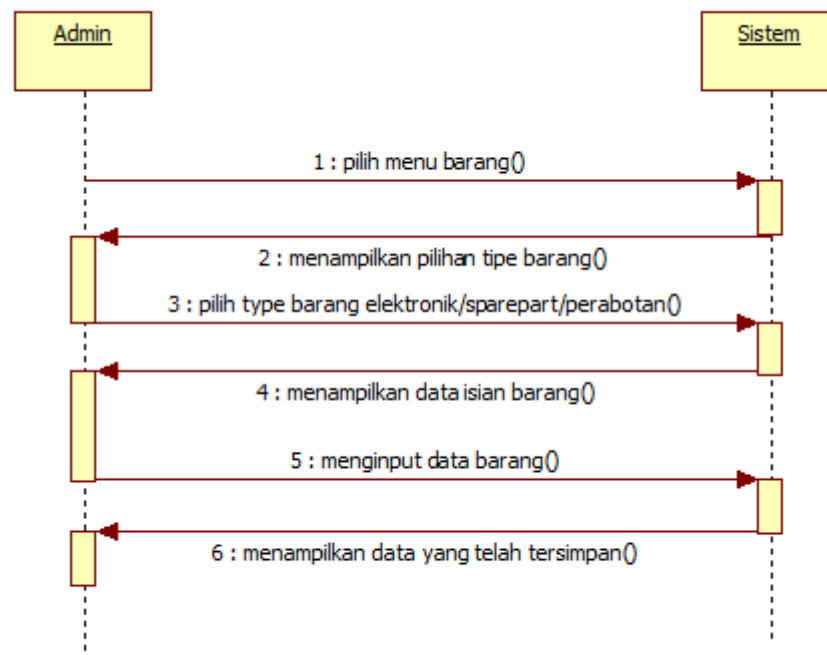 Admin
Sistem
1 : pilih menu barang()
2 : menampilkan pilihan tipe barang()
3 : pilih type barang elektronik/sparepart/perabotan()
4 : menampilkan data isian barang()
5 : menginput data barang()
6 : menampilkan data yang telah tersimpan()